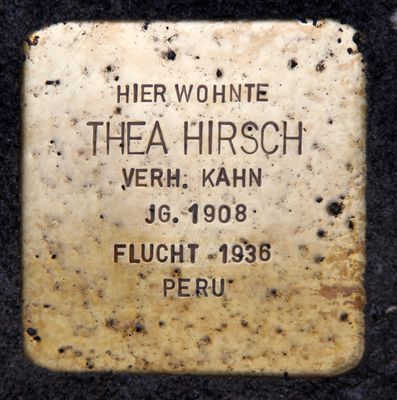 HIER WOHNTE
THEA HIRSCH
VERH. KAHN
JG. 1908
FLUCHT 1936
PERU